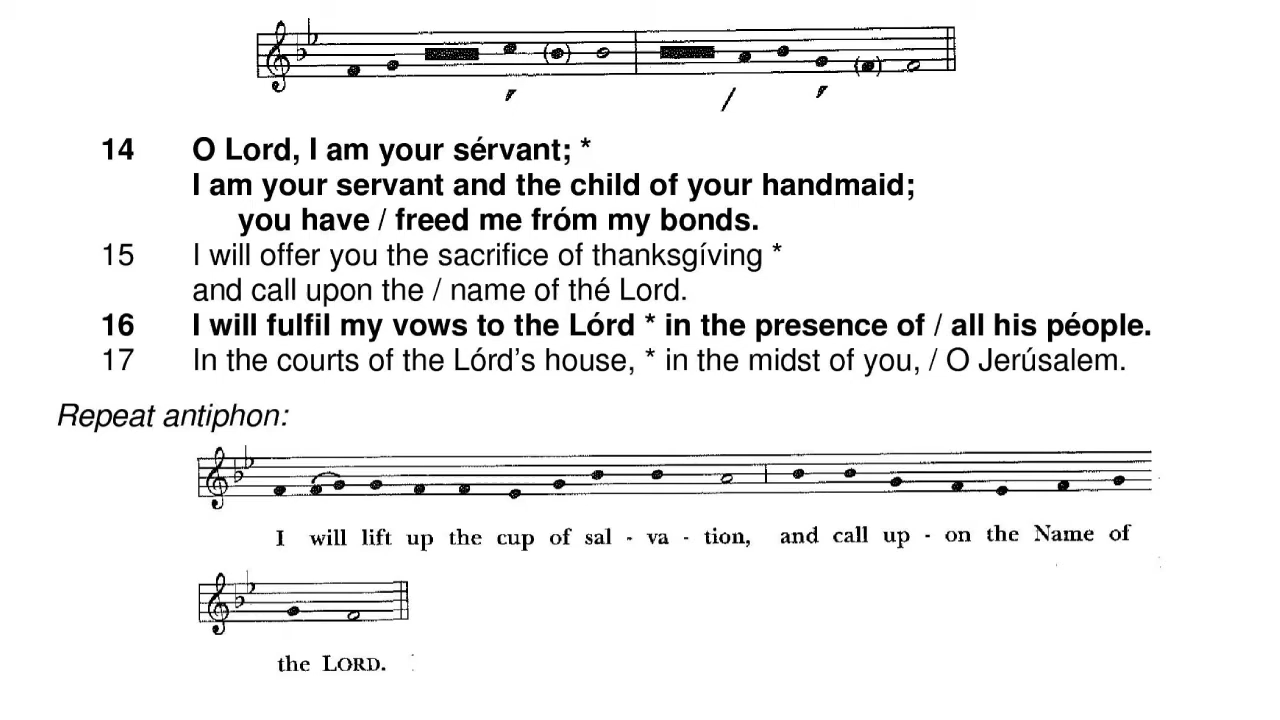 14 O Lord, I am your sérvant; *
I am your servant and the child of your handmaid;
you have / freed me fróm my bonds.
15 I will offer you the sacrifice of thanksgíving *
and call upon the / name of thé Lord.
16 I will fulfil my vows to the Lórd * in the presence of / all his péople.
17 In the courts of the Lórd’s house, * in the midst of you, / O Jerúsalem.
Repeat antiphon:
I will lift up the cup of sal - va - tion, and call up - on the Name of
the LORD.